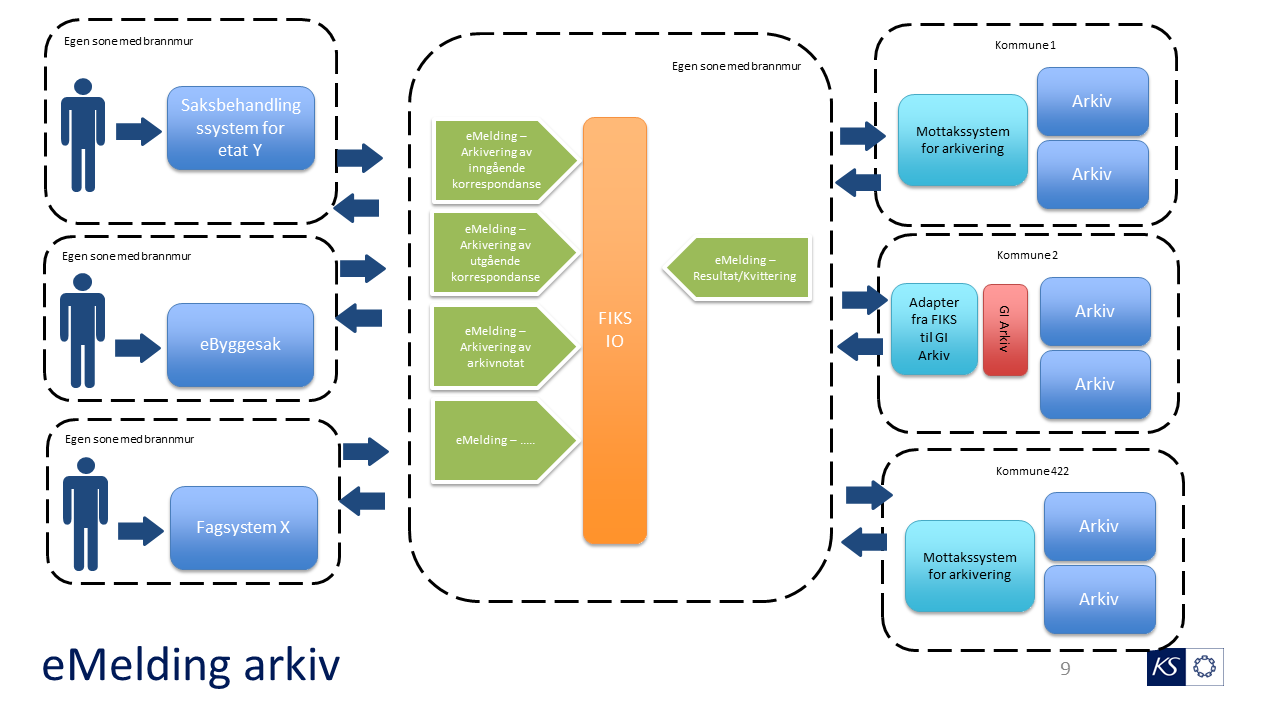 Egen sone med brannmur
Saksbehandling
ssystem for
etat Y
Egen sone med brannmur
eByggesak
Egen sone med brannmur
Fagsystem X
Egen sone med brannmur
eMelding –
Arkivering av
inngående
korrespondanse
eMelding –
Arkivering av
utgående
korrespondanse
eMelding –
Arkivering av
arkivnotat
eMelding – .....
FIKS
IO
eMelding –
Resultat/Kvittering
Kommune 1
Mottakssystem
for arkivering
Arkiv
Arkiv
Kommune 2
Adapter
fra FIKS
til GI
Arkiv
GI Arkiv
Arkiv
Arkiv
Kommune 422
Mottakssystem
for arkivering
Arkiv
Arkiv
eMelding arkiv
9
KS